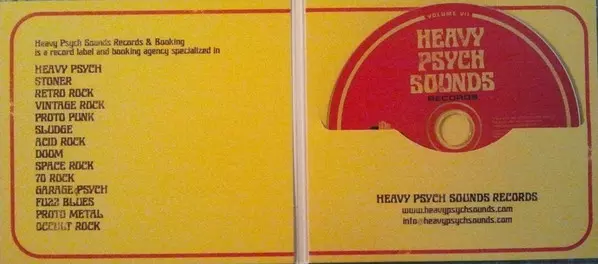 Heavy Psych Sounds Records & Booking
is a record label and booking agency specialized in
HEAVY PSYCH
STONER
RETRO ROCK
VINTAGE ROCK
PROTO PUNK
SLUDGE
ACID ROCK
DOOM
SPACE ROCK
70 ROCK
GARAGE PSYCH
FUZZ BLUES
PROTO METAL
OCCULT ROCK
VOLUME VII
HEAVY
PSYCH
SOUNDS
RECORDS
HEAVY PSYCH SOUNDS RECORDS
www.heavypsychsounds.com
info@heavypsychsounds.com